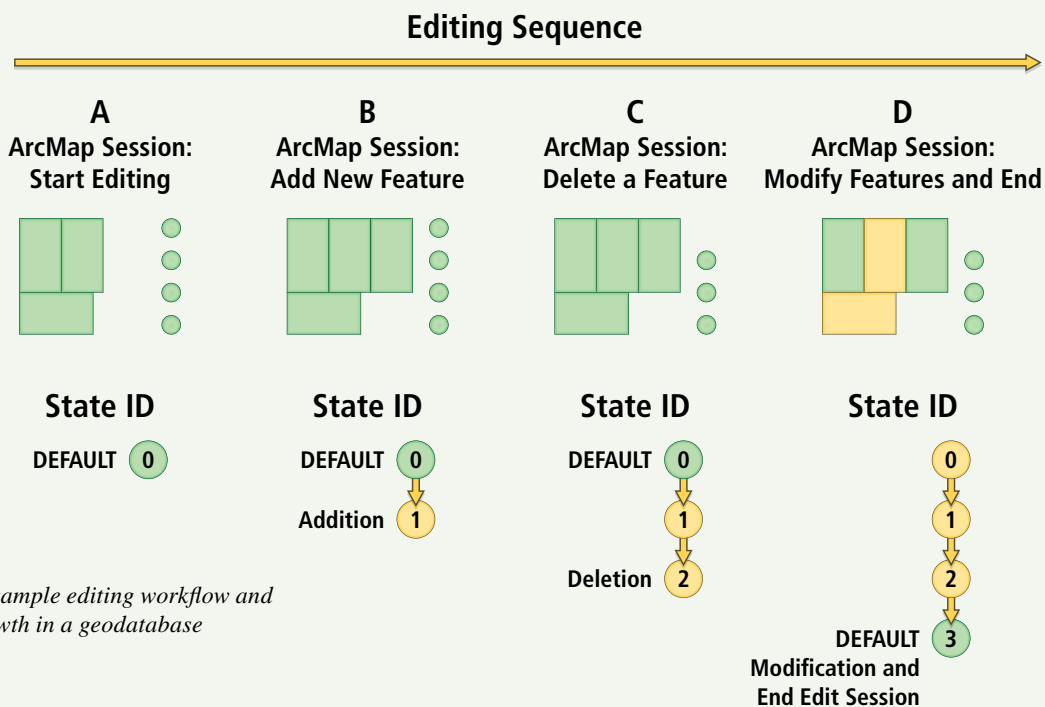 Editing Sequence
A
ArcMap Session:
Start Editing
B
ArcMap Session:
Add New Feature
C
ArcMap Session:
Delete a Feature
D
ArcMap Session:
Modify Features and End
State ID
DEFAULT 0
State ID
DEFAULT 0
Addition 1
State ID
DEFAULT 0
1
Deletion 2
State ID
0
1
2
DEFAULT 3
Modification and
End Edit Session
editing workflow and
in a geodatabase